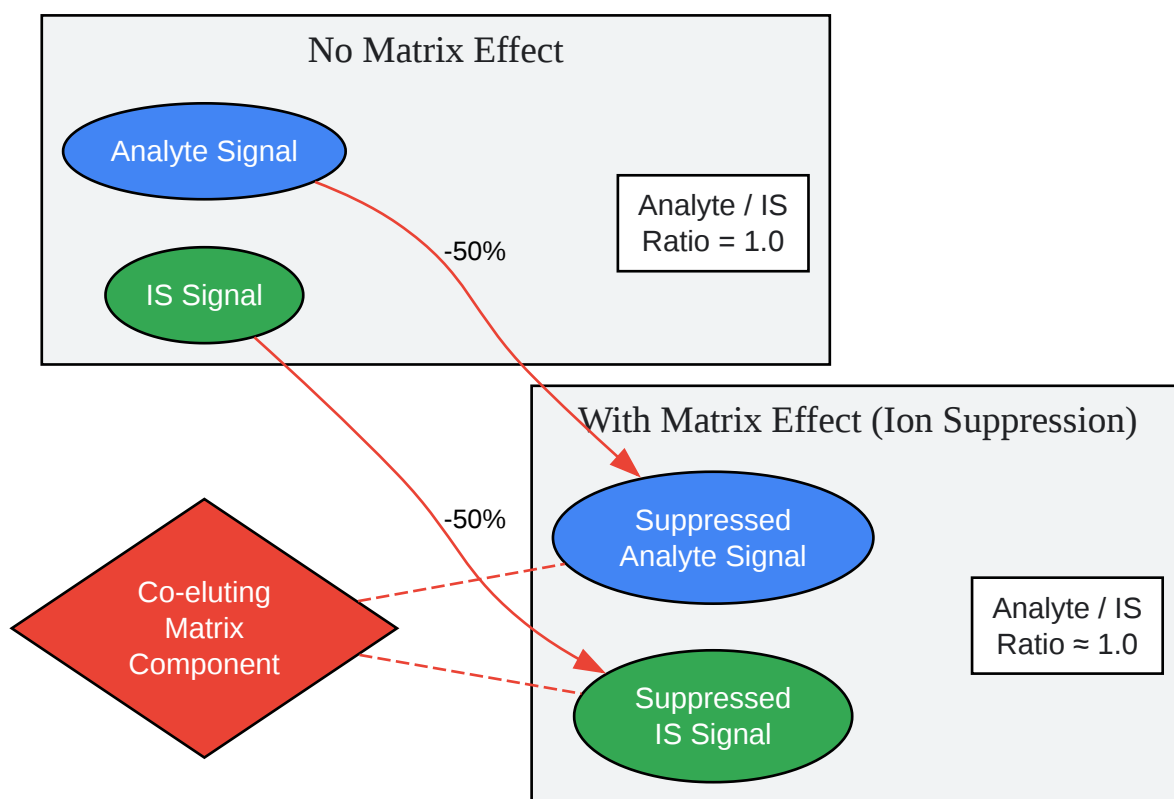 No Matrix Effect
Analyte Signal
Analyte / IS
Ratio = 1.0
-50%
IS Signal
With Matrix Effect (Ion Suppression)
-50%
Suppressed
Analyte Signal
Co-eluting
Matrix
Component
Analyte / IS
Ratio ≈ 1.0
Suppressed
IS Signal